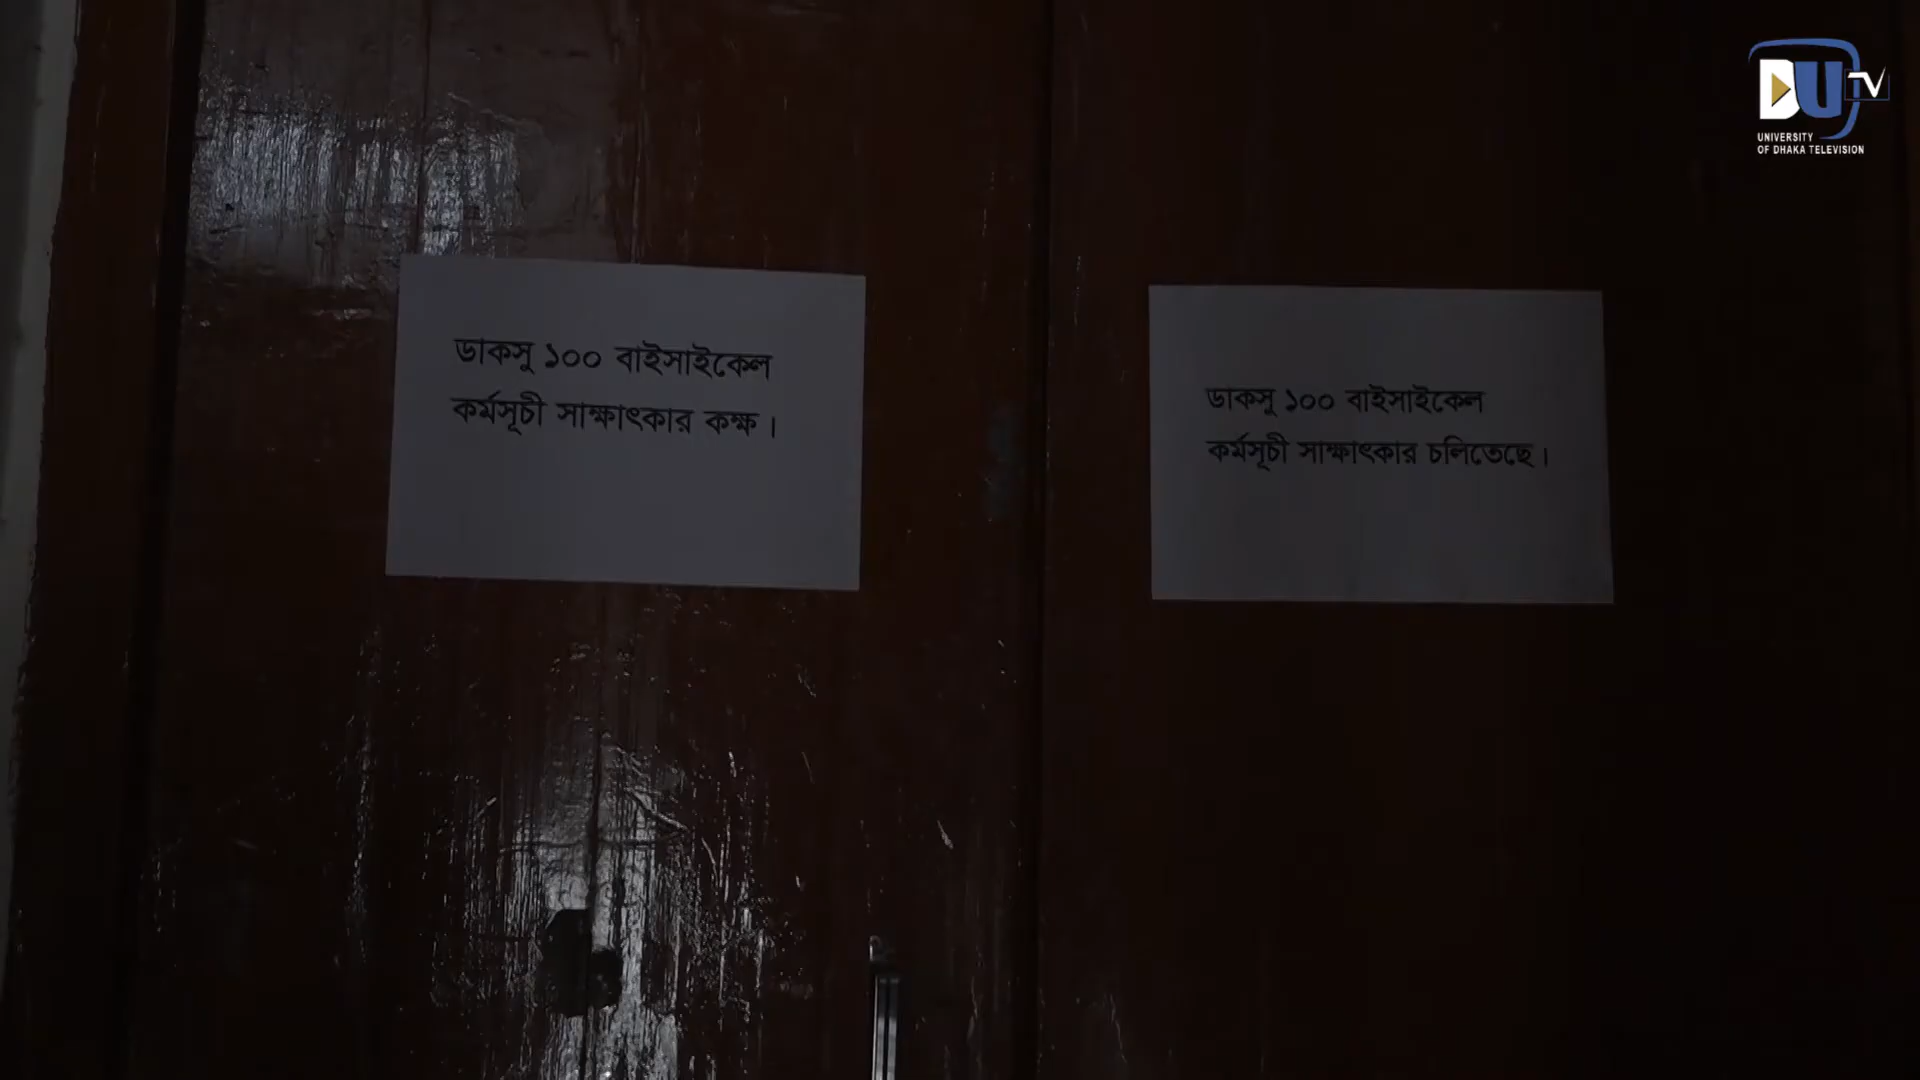 ডাকসু ১০০ বাইসাইকেল
কর্মসূচী সাক্ষাৎকার কক্ষ।
ডাকসু ১০০ বাইসাইকেল
কর্মসূচী সাক্ষাৎকার চলিতেছে।
DU TV
UNIVERSITY
OF DHAKA TELEVISION